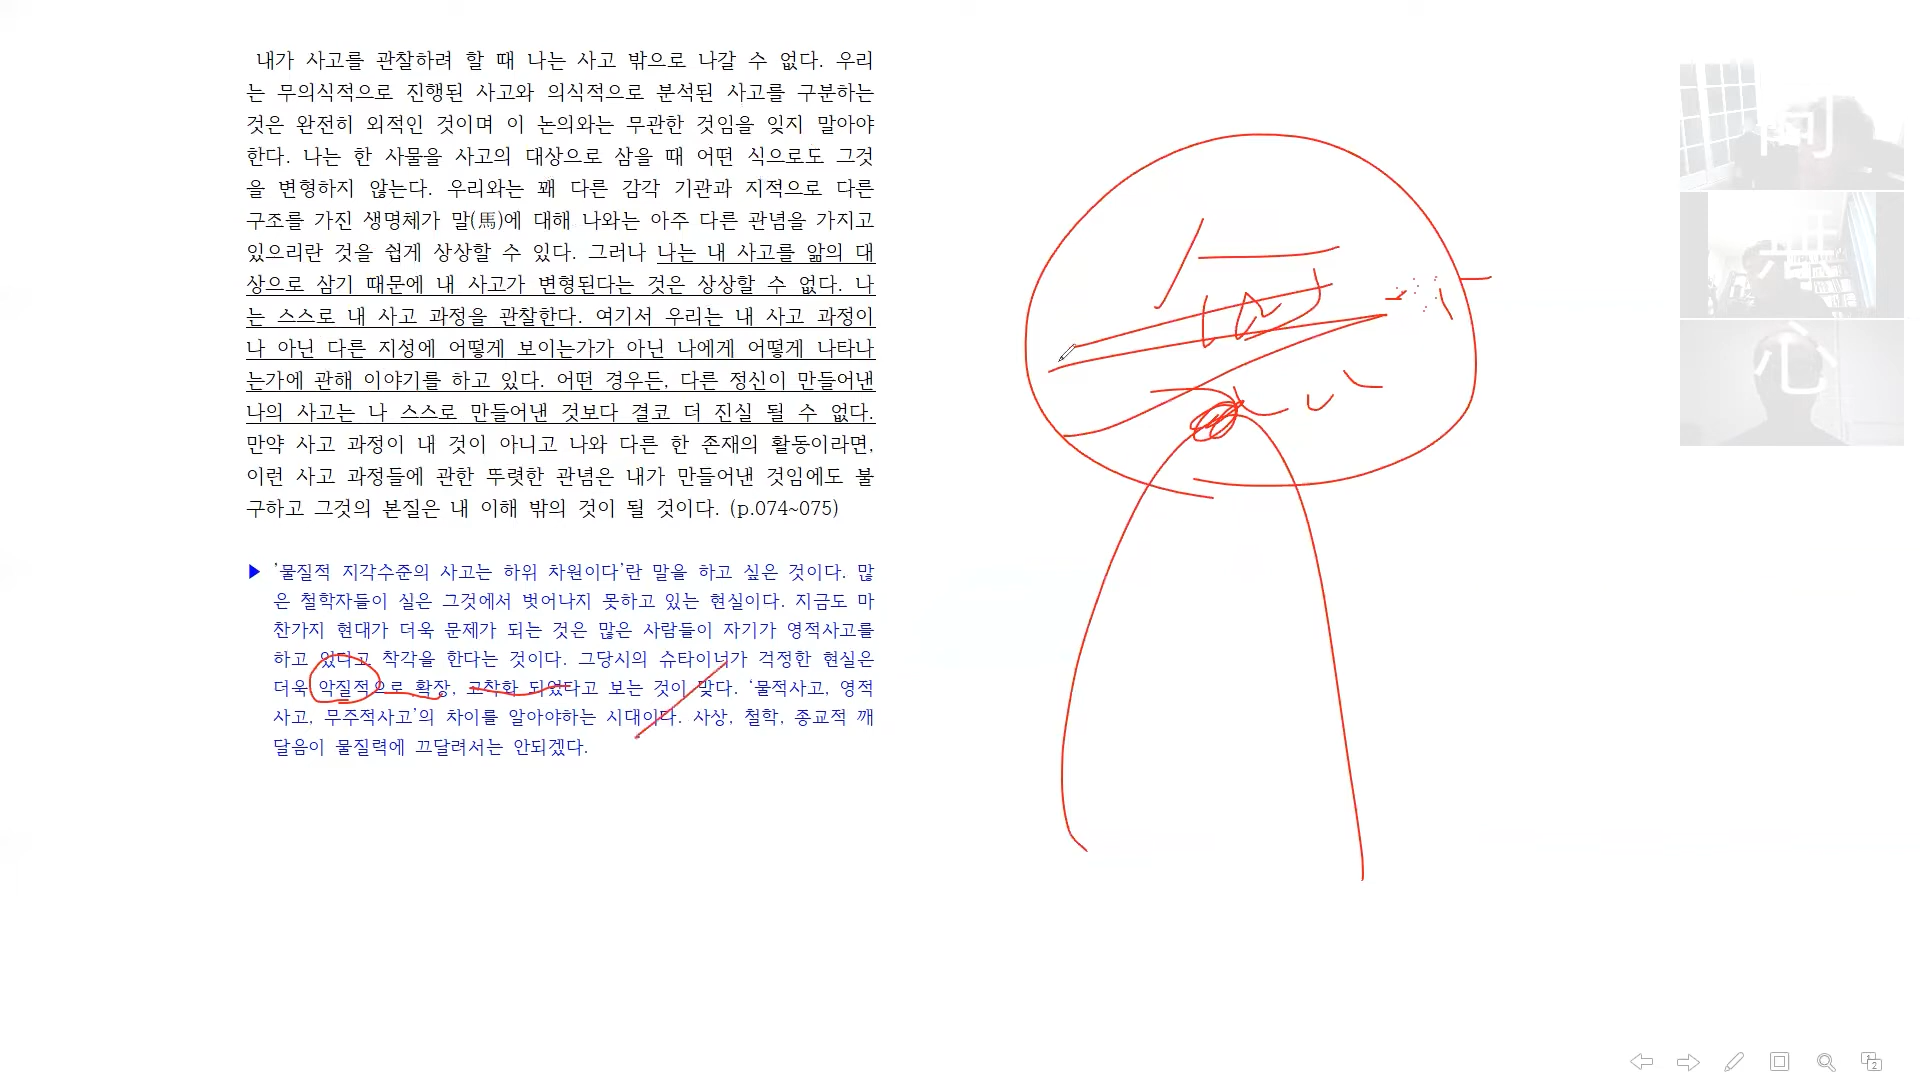 내가 사고를 관찰하려 할 때 나는 사고 밖으로 나갈 수 없다. 우리
는 무의식적으로 진행된 사고와 의식적으로 분석된 사고를 구분하는
것은 완전히 외적인 것이며 이 논의와는 무관한 것임을 잊지 말아야
한다. 나는 한 사물을 사고의 대상으로 삼을 때 어떤 식으로도 그것
을 변형하지 않는다. 우리와는 꽤 다른 감각 기관과 지적으로 다른
구조를 가진 생명체가 말(馬)에 대해 나와는 아주 다른 관념을 가지고
있으리란 것을 쉽게 상상할 수 있다. 그러나 나는 내 사고를 앎의 대
상으로 삼기 때문에 내 사고가 변형된다는 것은 상상할 수 없다. 나
는 스스로 내 사고 과정을 관찰한다. 여기서 우리는 내 사고 과정이
나 아닌 다른 지성에 어떻게 보이는가가 아닌 나에게 어떻게 나타나
는가에 관해 이야기를 하고 있다. 어떤 경우든, 다른 정신이 만들어낸
나의 사고는 나 스스로 만들어낸 것보다 결코 더 진실 될 수 없다.
만약 사고 과정이 내 것이 아니고 나와 다른 한 존재의 활동이라면,
이런 사고 과정들에 관한 뚜렷한 관념은 내가 만들어낸 것임에도 불
구하고 그것의 본질은 내 이해 밖의 것이 될 것이다. (p.074~075)
▶ '물질적 지각수준의 사고는 하위 차원이다'란 말을 하고 싶은 것이다. 많
은 철학자들이 실은 그것에서 벗어나지 못하고 있는 현실이다. 지금도 마
찬가지 현대가 더욱 문제가 되는 것은 많은 사람들이 자기가 영적사고를
하고 있다고 착각을 한다는 것이다. 그당시의 슈타이너가 걱정한 현실은
더욱 악질적으로 확장, 고착화 되었다고 보는 것이 맞다. '물적사고, 영적
사고, 무주적사고'의 차이를 알아야하는 시대이다. 사상, 철학, 종교적 깨
달음이 물질력에 끄달려서는 안되겠다.
心